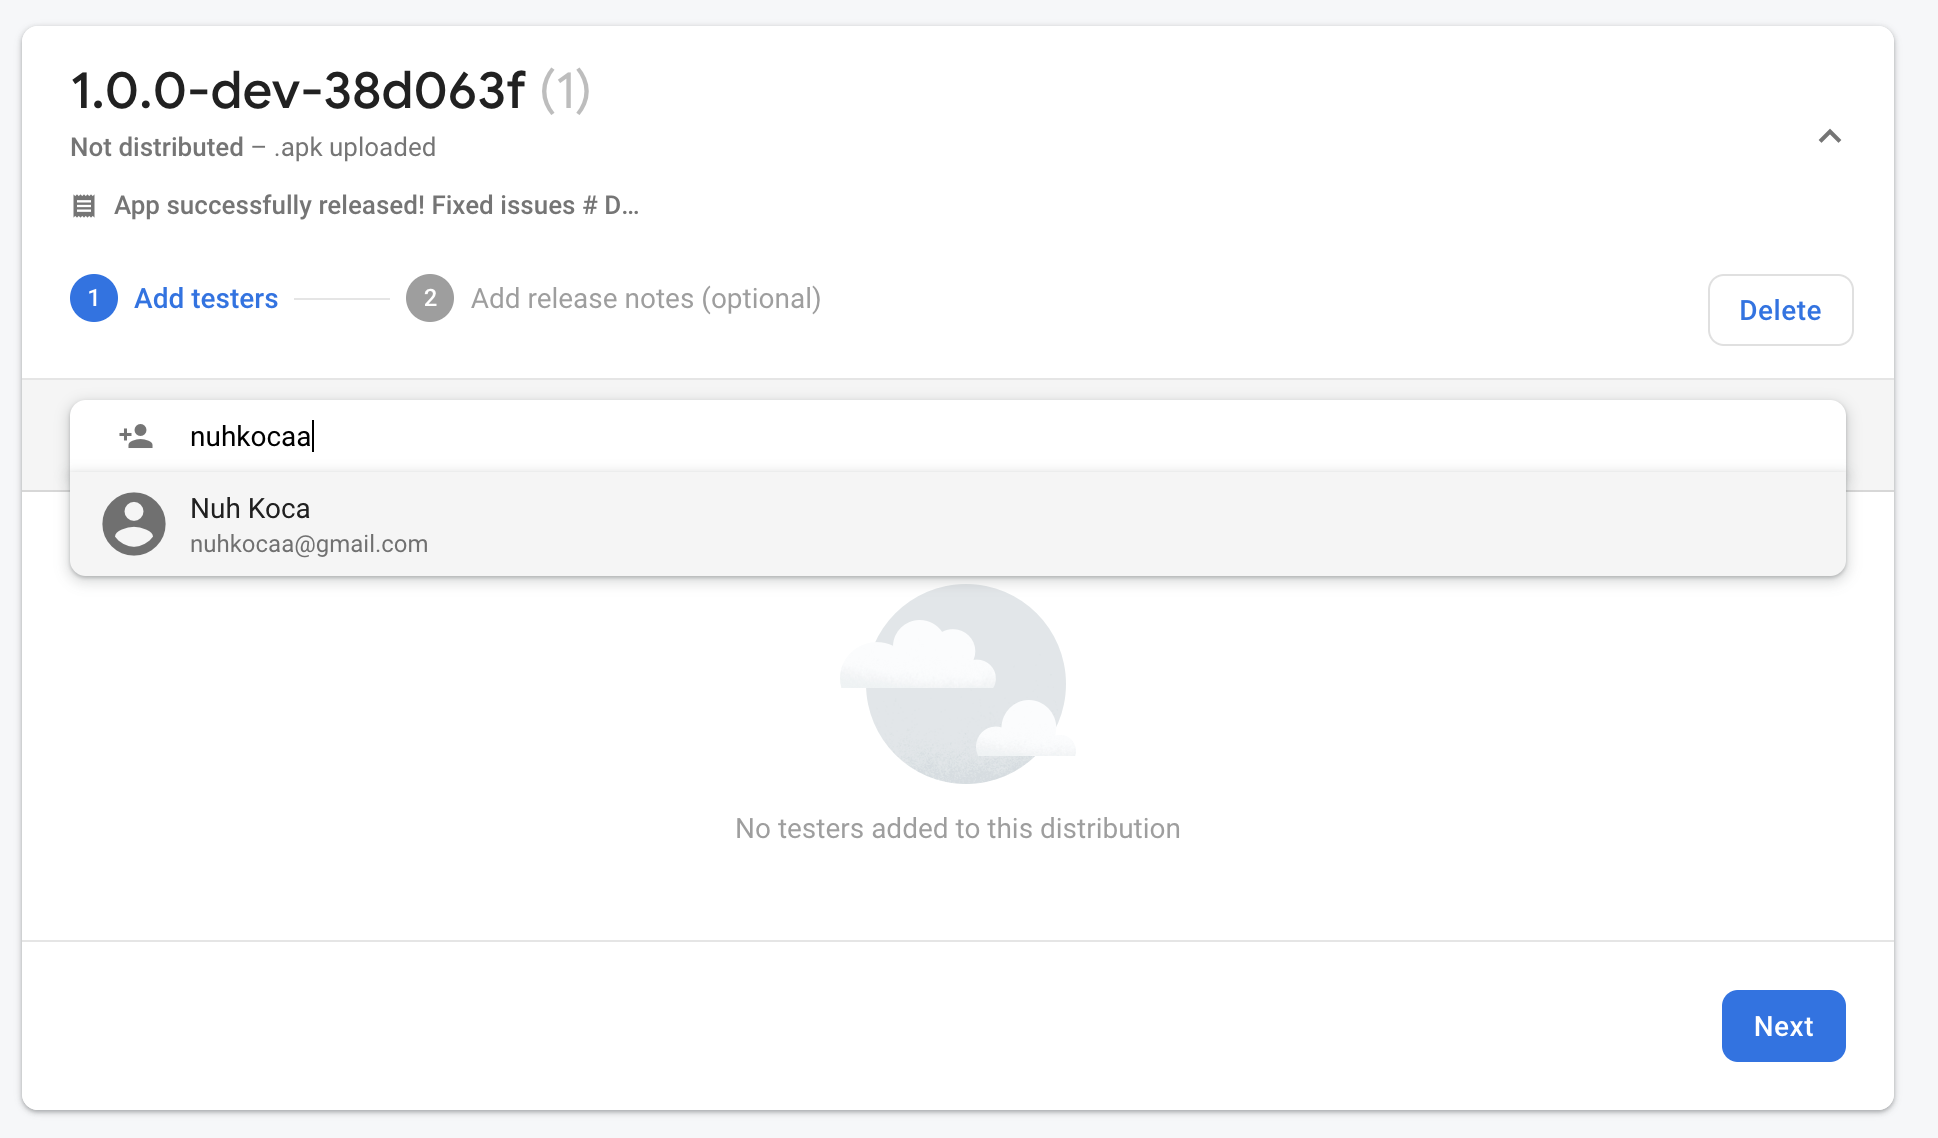 1.0.0-dev-38d063f (1)
Not distributed – .apk uploaded
App successfully released! Fixed issues # D...
1 Add testers 2 Add release notes (optional)
Delete
nuhkocaa
Nuh Koca
nuhkocaa@gmail.com
No testers added to this distribution
Next